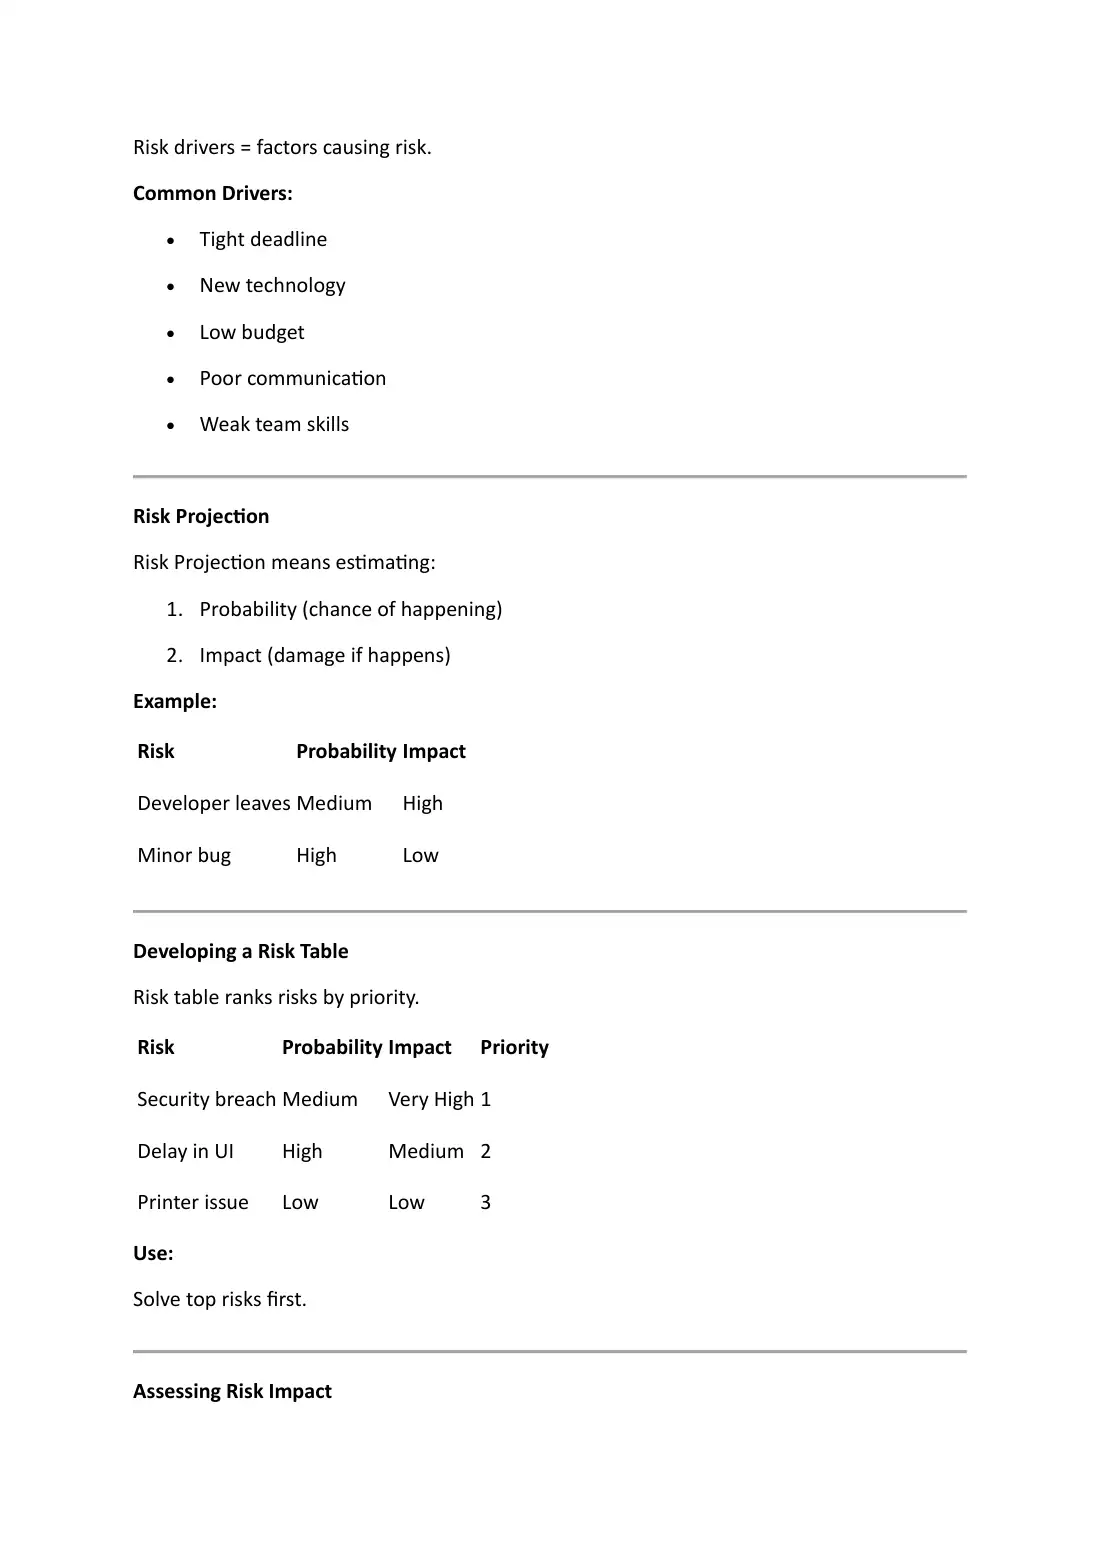 Risk drivers = factors causing risk.
Common Drivers:
• Tight deadline
• New technology
• Low budget
• Poor communication
• Weak team skills
Risk Projection
Risk Projection means estimating:
1. Probability (chance of happening)
2. Impact (damage if happens)
Example:
Risk Probability Impact
Developer leaves Medium High
Minor bug High Low
Developing a Risk Table
Risk table ranks risks by priority.
Risk Probability Impact Priority
Security breach Medium Very High 1
Delay in UI High Medium 2
Printer issue Low Low 3
Use:
Solve top risks first.
Assessing Risk Impact